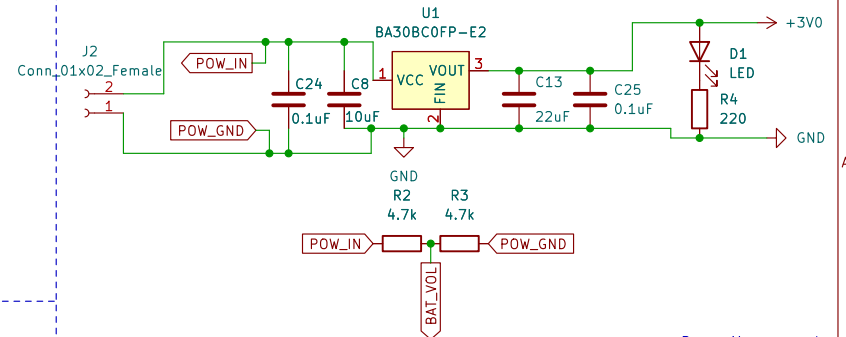 U1
BA30BC0FP-E2
+3V0
J2
Conn_01x02_Female
POW_IN
1
VCC
VOUT
3
FIN
2
D1
LED
2
1
C24
0.1uF
C8
10uF
C13
22uF
C25
0.1uF
R4
220
POW_GND
GND
GND
R2
4.7k
R3
4.7k
POW_IN
POW_GND
BAT_VOL